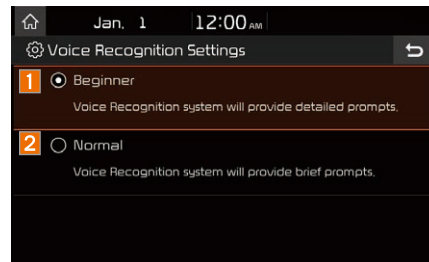 Jan. 1 12:00 AM
Voice Recognition Settings
1 Beginner
Voice Recognition system will provide detailed prompts.
2 Normal
Voice Recognition system will provide brief prompts.